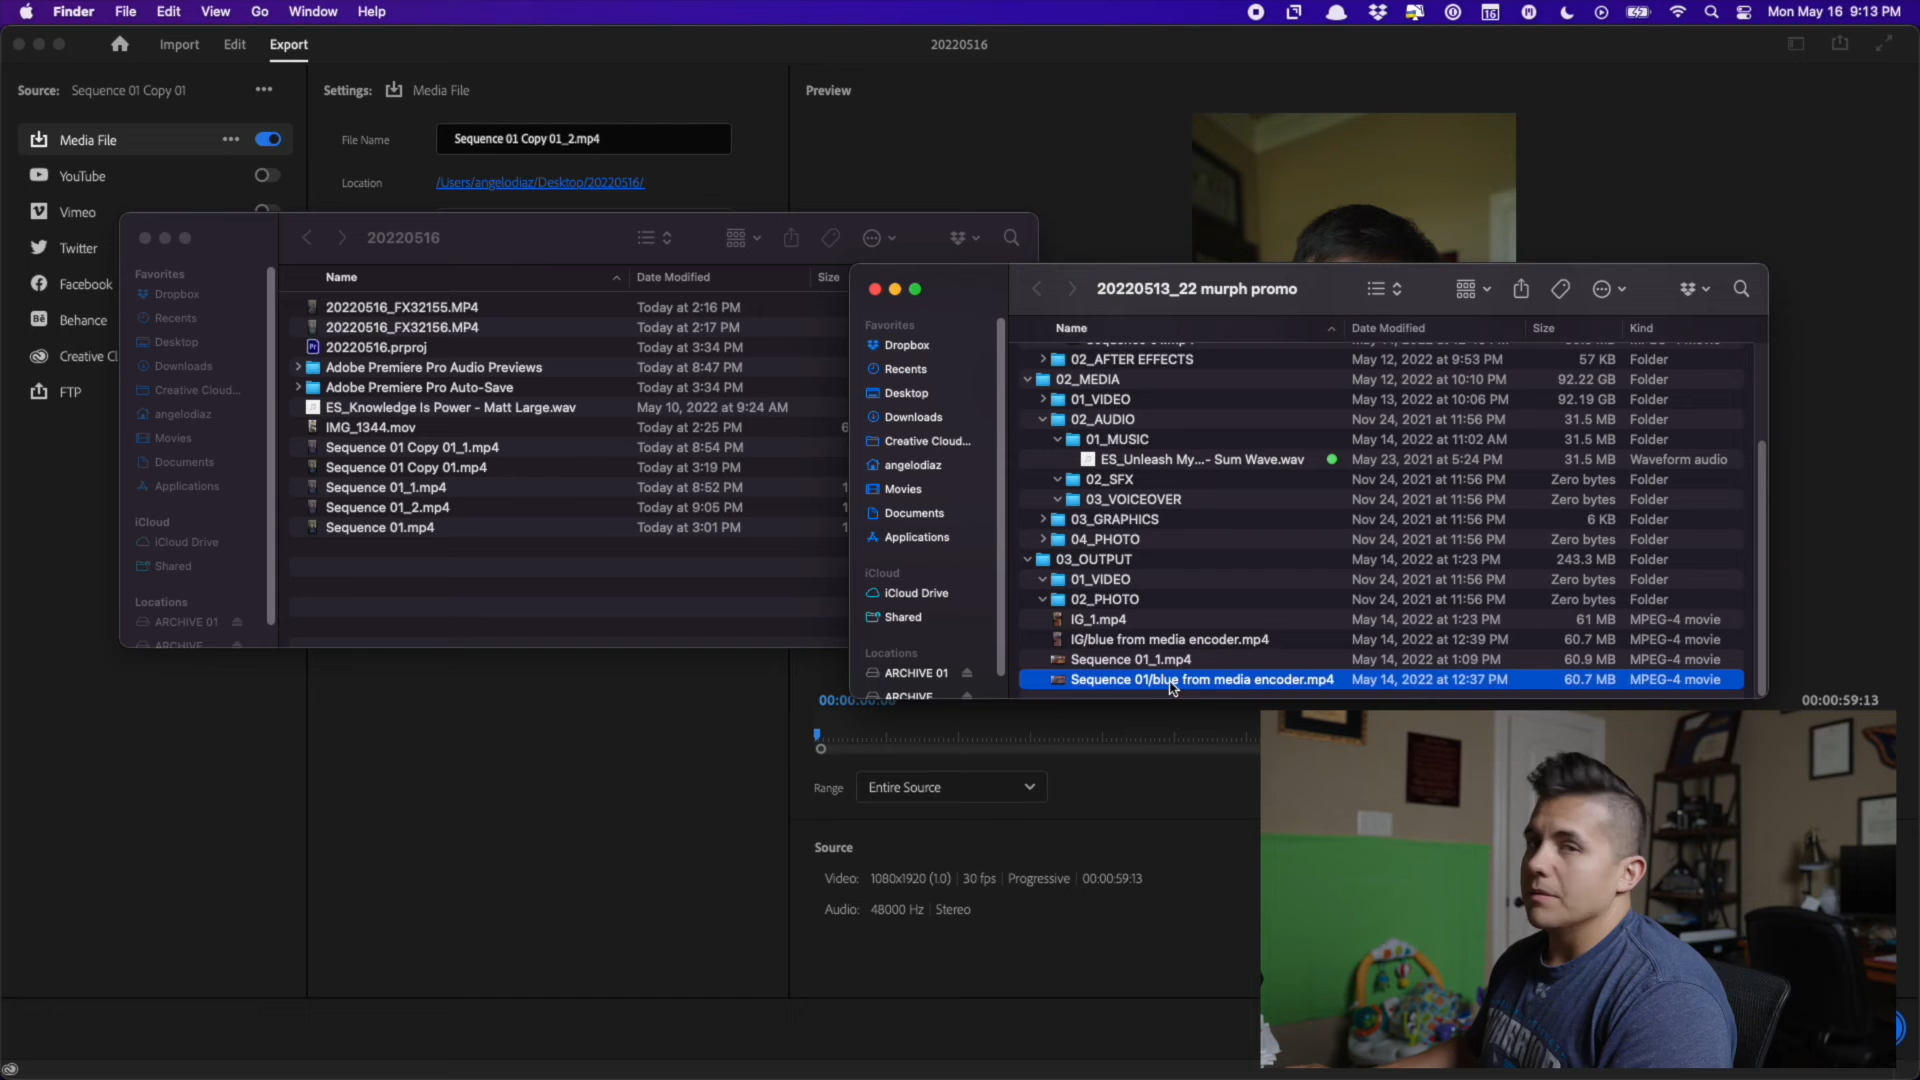 Finder File Edit View Go Window Help
16
Mon May 16 9:13 PM
Import Edit Export
20220516
Source: Sequence 01 Copy 01
Settings: Media File
Preview
Media File
YouTube
Vimeo
Twitter
Facebook
Behance
Creative Cl
FTP
File Name Sequence 01 Copy 01_2.mp4
Location /Users/angelodiaz/Desktop/20220516/
20220516
Favorites
Dropbox
Recents
Desktop
Downloads
Creative Cloud...
angelodiaz
Movies
Documents
Applications
iCloud
iCloud Drive
Shared
Locations
ARCHIVE 01
ARCHIVE
Name Date Modified Size
20220516_FX32155.MP4 Today at 2:16 PM
20220516_FX32156.MP4 Today at 2:17 PM
20220516.prproj Today at 3:34 PM
Adobe Premiere Pro Audio Previews Today at 8:47 PM
Adobe Premiere Pro Auto-Save Today at 3:34 PM
ES_Knowledge Is Power - Matt Large.wav May 10, 2022 at 9:24 AM
IMG_1344.mov Today at 2:25 PM 6
Sequence 01 Copy 01_1.mp4 Today at 8:54 PM
Sequence 01 Copy 01.mp4 Today at 3:19 PM
Sequence 01_1.mp4 Today at 8:52 PM 1
Sequence 01_2.mp4 Today at 9:05 PM 1
Sequence 01.mp4 Today at 3:01 PM 1
20220513_22 murph promo
Favorites
Dropbox
Recents
Desktop
Downloads
Creative Cloud...
angelodiaz
Movies
Documents
Applications
iCloud
iCloud Drive
Shared
Locations
ARCHIVE 01
ARCHIVE
Name Date Modified Size Kind
02_AFTER EFFECTS May 12, 2022 at 9:53 PM 57 KB Folder
02_MEDIA May 12, 2022 at 10:10 PM 92.22 GB Folder
01_VIDEO May 13, 2022 at 10:06 PM 92.19 GB Folder
02_AUDIO Nov 24, 2021 at 11:56 PM 31.5 MB Folder
01_MUSIC May 14, 2022 at 11:02 AM 31.5 MB Folder
ES_Unleash My...- Sum Wave.wav May 23, 2021 at 5:24 PM 31.5 MB Waveform audio
02_SFX Nov 24, 2021 at 11:56 PM Zero bytes Folder
03_VOICEOVER Nov 24, 2021 at 11:56 PM Zero bytes Folder
03_GRAPHICS Nov 24, 2021 at 11:56 PM 6 KB Folder
04_PHOTO Nov 24, 2021 at 11:56 PM Zero bytes Folder
03_OUTPUT May 14, 2022 at 1:23 PM 243.3 MB Folder
01_VIDEO Nov 24, 2021 at 11:56 PM Zero bytes Folder
02_PHOTO Nov 24, 2021 at 11:56 PM Zero bytes Folder
IG_1.mp4 May 14, 2022 at 1:23 PM 61 MB MPEG-4 movie
IG/blue from media encoder.mp4 May 14, 2022 at 12:39 PM 60.7 MB MPEG-4 movie
Sequence 01_1.mp4 May 14, 2022 at 1:09 PM 60.9 MB MPEG-4 movie
Sequence 01/blue from media encoder.mp4 May 14, 2022 at 12:37 PM 60.7 MB MPEG-4 movie
00:00:00:00 00:00:59:13
Range Entire Source
Source
Video: 1080x1920 (1.0) | 30 fps | Progressive | 00:00:59:13
Audio: 48000 Hz | Stereo